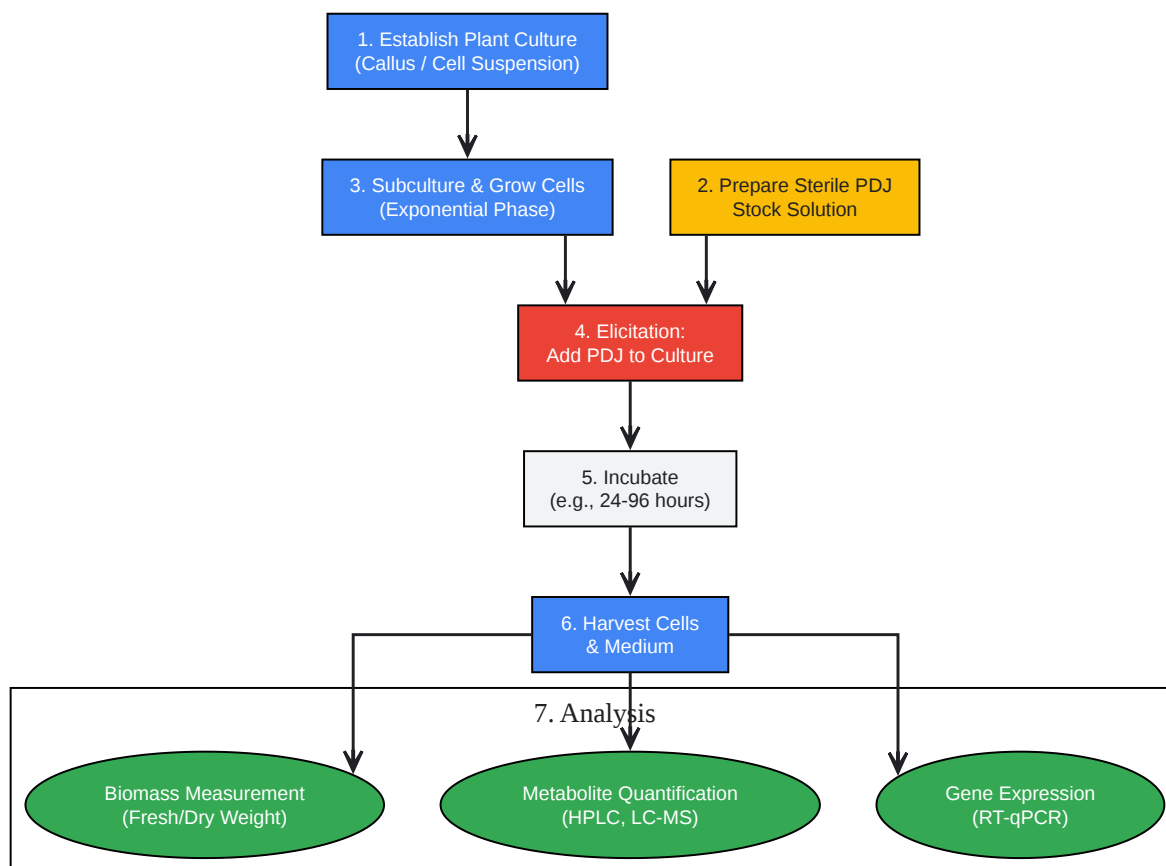 1. Establish Plant Culture
(Callus / Cell Suspension)
3. Subculture & Grow Cells
(Exponential Phase)
2. Prepare Sterile PDJ
Stock Solution
4. Elicitation:
Add PDJ to Culture
5. Incubate
(e.g., 24-96 hours)
6. Harvest Cells
& Medium
7. Analysis
Biomass Measurement
(Fresh/Dry Weight)
Metabolite Quantification
(HPLC, LC-MS)
Gene Expression
(RT-qPCR)